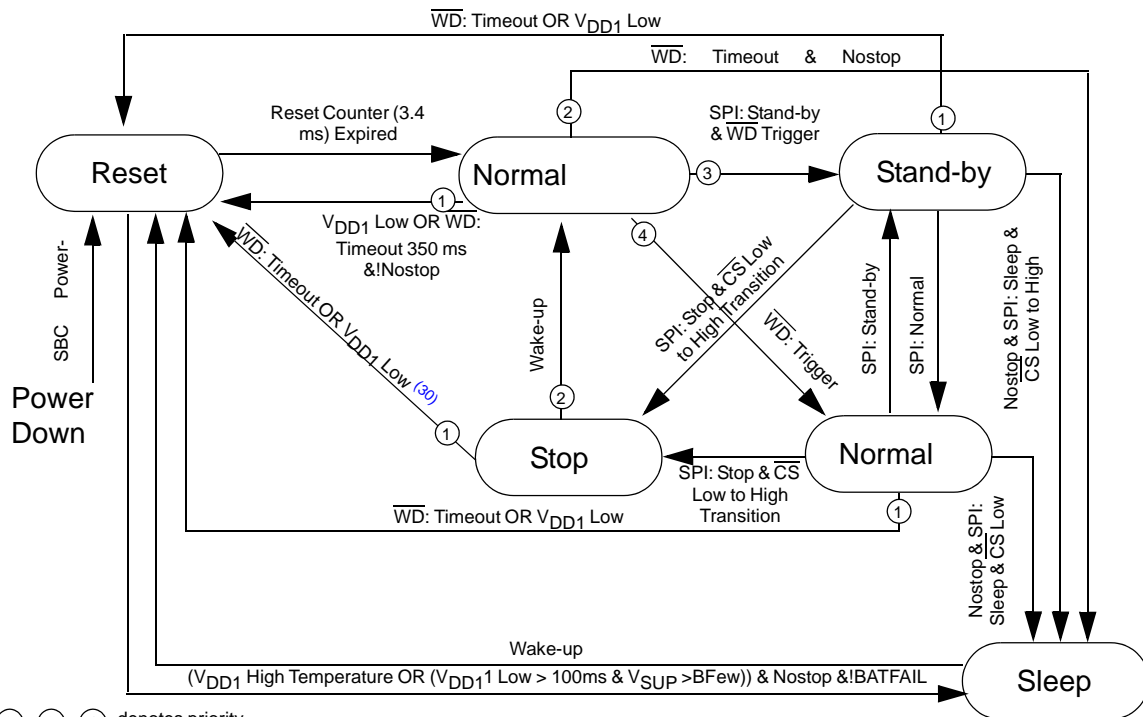 WD: Timeout OR VDD1 Low
WD: Timeout & Nostop
Reset Counter (3.4
ms) Expired
2
SPI: Stand-by
& WD Trigger
1
Reset
Normal
3
Stand-by
1
VDD1 Low OR WD:
Timeout 350 ms
&!Nostop
4
SBC Power-
WD: Timeout OR VDD1 Low (30)
Wake-up
SPI: Stop & CS Low
to High Transition
WD: Trigger
SPI: Stand-by
SPI: Normal
Nostop & SPI: Sleep &
CS Low to High
Power
Down
2
1
Stop
Normal
SPI: Stop & CS
Low to High
Transition
1
WD: Timeout OR VDD1 Low
Nostop & SPI:
Sleep & CS Low
Wake-up
(VDD1 High Temperature OR (VDD1 1 Low > 100ms & VSUP >BFew)) & Nostop &!BATFAIL
Sleep
denotes priority